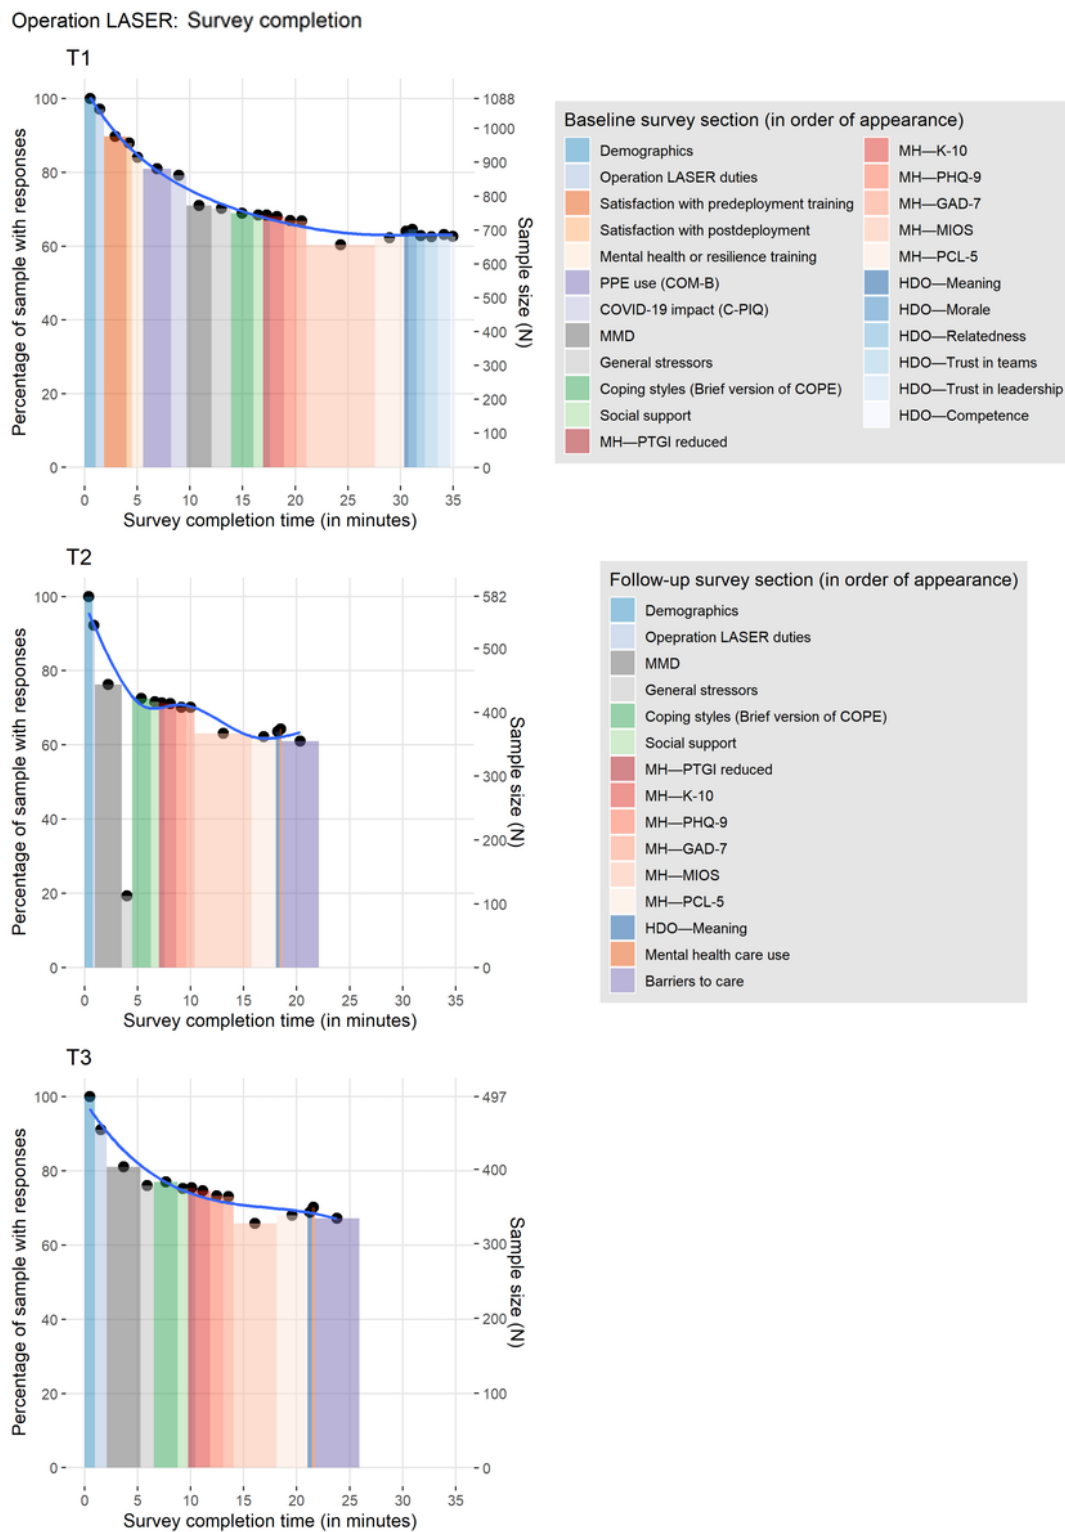 Operation LASER: Survey completion
T1
Percentage of sample with responses
100
80
60
40
20
0
1088
1000
900
800
700
600
500
400
300
200
100
0
Sample size (N)
0 5 10 15 20 25 30 35
Survey completion time (in minutes)
Baseline survey section (in order of appearance)
Demographics
Operation LASER duties
Satisfaction with predeployment training
Satisfaction with postdeployment
Mental health or resilience training
PPE use (COM-B)
COVID-19 impact (C-PIQ)
MMD
General stressors
Coping styles (Brief version of COPE)
Social support
MH—PTGI reduced
MH—K-10
MH—PHQ-9
MH—GAD-7
MH—MIOS
MH—PCL-5
HDO—Meaning
HDO—Morale
HDO—Relatedness
HDO—Trust in teams
HDO—Trust in leadership
HDO—Competence
T2
Percentage of sample with responses
100
80
60
40
20
0
582
500
400
300
200
100
0
Sample size (N)
0 5 10 15 20 25 30 35
Survey completion time (in minutes)
Follow-up survey section (in order of appearance)
Demographics
Opepration LASER duties
MMD
General stressors
Coping styles (Brief version of COPE)
Social support
MH—PTGI reduced
MH—K-10
MH—PHQ-9
MH—GAD-7
MH—MIOS
MH—PCL-5
HDO—Meaning
Mental health care use
Barriers to care
T3
Percentage of sample with responses
100
80
60
40
20
0
497
400
300
200
100
0
Sample size (N)
0 5 10 15 20 25 30 35
Survey completion time (in minutes)